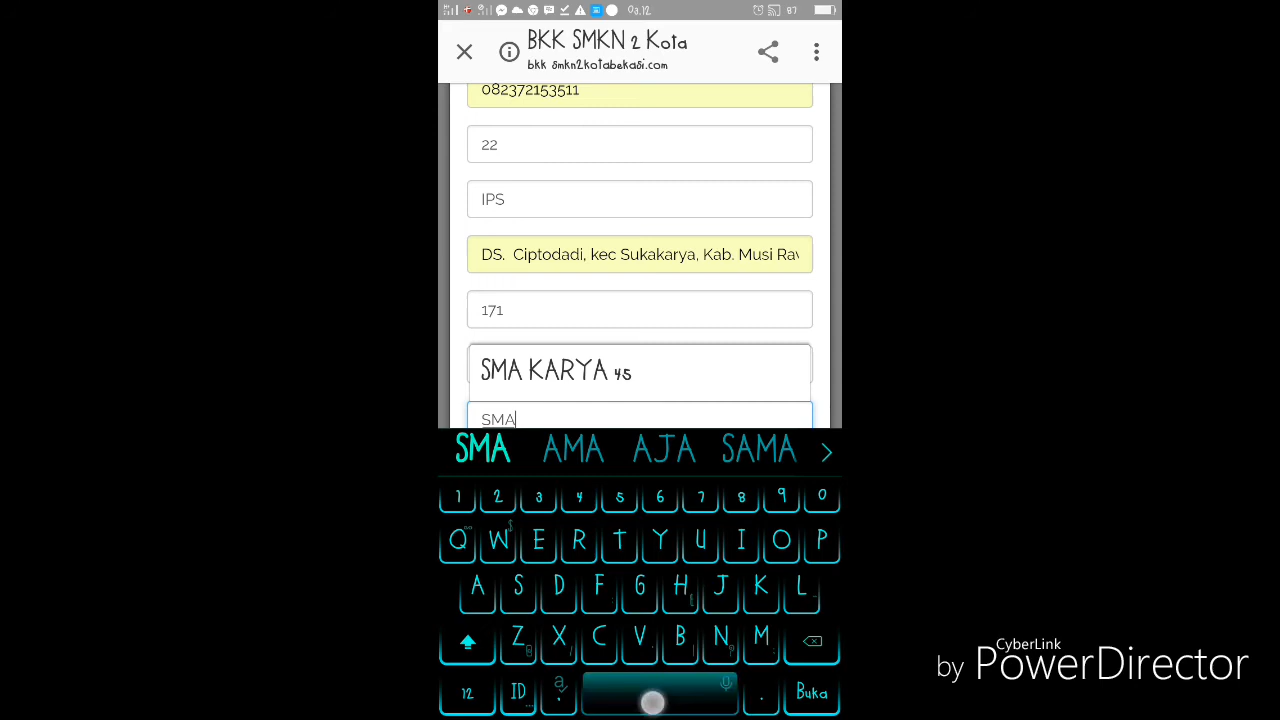 09.12
87
BKK SMKN 2 Kota
bkk smkn2kotabekasi.com
082372153511
22
IPS
DS. Ciptodadi, kec Sukakarya, Kab. Musi Rav
171
SMA KARYA 45
SMA
SMA AMA AJA SAMA
1 2 3 4 5 6 7 8 9 0
Q W E R T Y U I O P
A S D F G H J K L
Z X C V B N M
12 ID . Buka
CyberLink
by PowerDirector